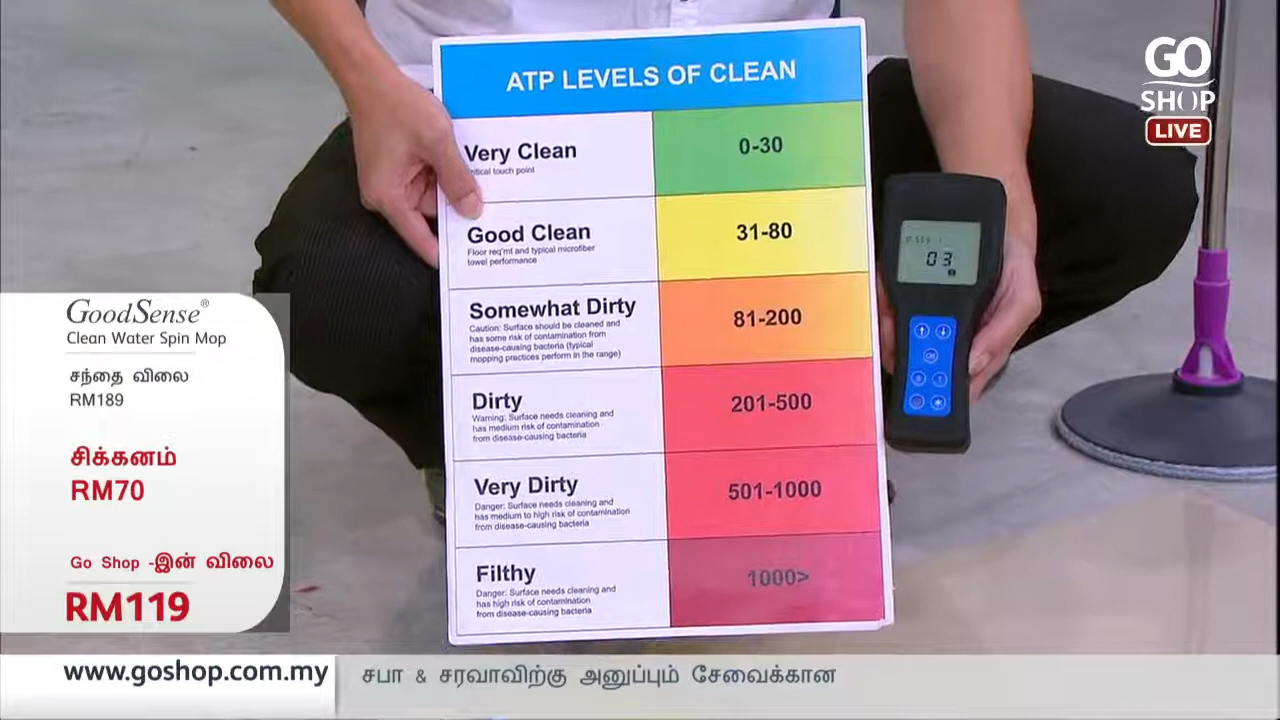 GO
SHOP
LIVE
ATP LEVELS OF CLEAN
Very Clean
touch point
0-30
Good Clean
Floor req'mt and typical microfiber
towel performance
31-80
Somewhat Dirty
Caution: Surface should be cleaned and
has some risk of contamination from
disease-causing bacteria (typical
mopping practices perform in the range)
81-200
Dirty
Warning: Surface needs cleaning and
has medium risk of contamination
from disease-causing bacteria
201-500
Very Dirty
Danger: Surface needs cleaning and
has medium to high risk of contamination
from disease-causing bacteria
501-1000
Filthy
Danger: Surface needs cleaning and
has high risk of contamination
from disease-causing bacteria
1000>
03
GoodSense®
Clean Water Spin Mop
சந்தை விலை
RM189
சிக்கனம்
RM70
Go Shop -இன் விலை
RM119
www.goshop.com.my
சபா & சரவாவிற்கு அனுப்பும் சேவைக்கான